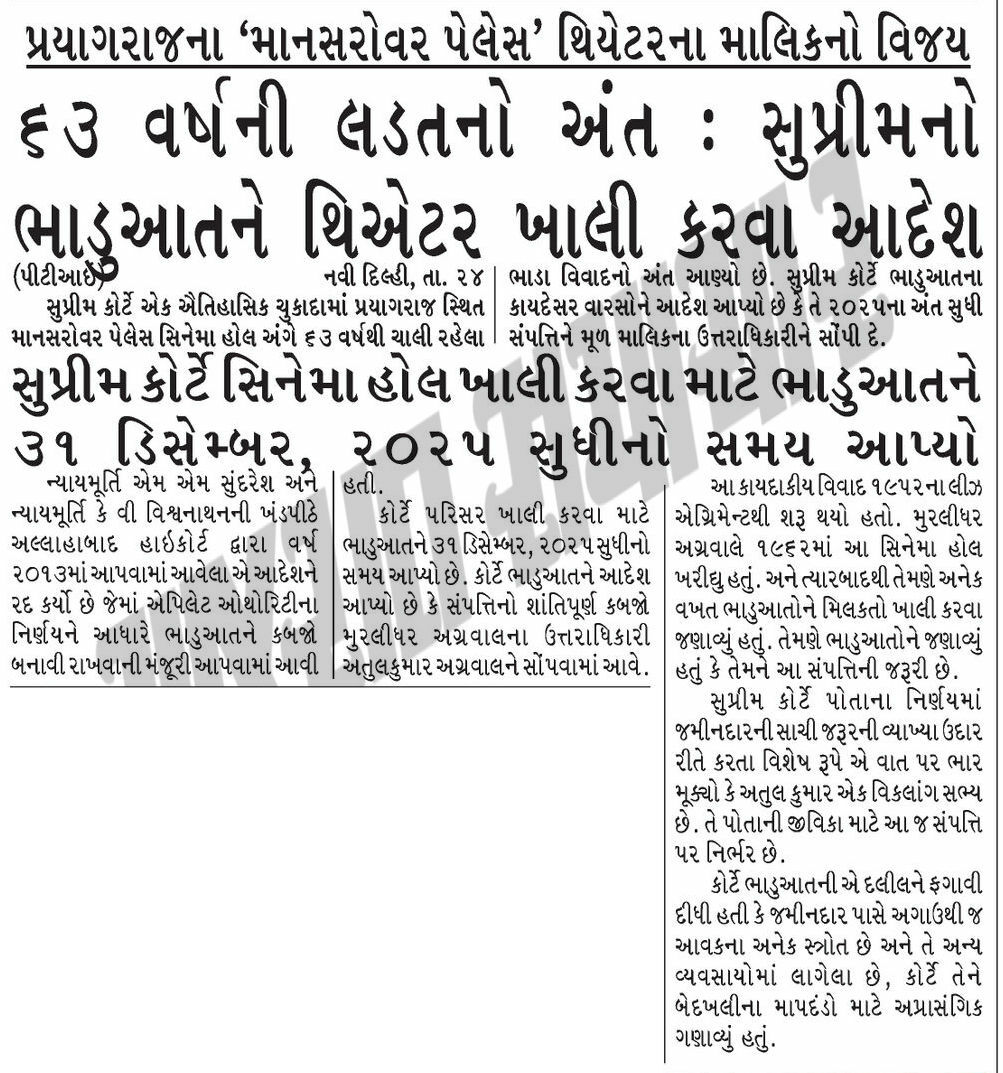 પ્રયાગરાજના ‘માનસરોવર પેલેસ’ થિયેટરના માલિકનો વિજય
૬૩ વર્ષની લડતનો અંત : સુપ્રીમનો
ભાડુઆતને થિએટર ખાલી કરવા આદેશ
(પીટીઆઇ) નવી દિલ્હી, તા. ૨૪
સુપ્રીમ કોર્ટે એક ઐતિહાસિક ચુકાદામાં પ્રયાગરાજ સ્થિત
માનસરોવર પેલેસ સિનેમા હોલ અંગે ૬૩ વર્ષથી ચાલી રહેલા
ભાડા વિવાદનો અંત આણ્યો છે. સુપ્રીમ કોર્ટે ભાડુઆતના
કાયદેસર વારસોને આદેશ આપ્યો છે કે તે ૨૦૨૫ના અંત સુધી
સંપત્તિને મૂળ માલિકના ઉત્તરાધિકારીને સોંપી દે.
સુપ્રીમ કોર્ટે સિનેમા હોલ ખાલી કરવા માટે ભાડુઆતને
૩૧ ડિસેમ્બર, ૨૦૨૫ સુધીનો સમય આપ્યો
ન્યાયમૂર્તિ એમ એમ સુંદરેશ અને
ન્યાયમૂર્તિ કે વી વિશ્વનાથનની ખંડપીઠે
અલ્લાહાબાદ હાઇકોર્ટ દ્વારા વર્ષ
૨૦૧૩માં આપવામાં આવેલા એ આદેશને
રદ કર્યો છે જેમાં અપિલેટ ઓથોરિટીના
નિર્ણયને આધારે ભાડુઆતને કબજો
બનાવી રાખવાની મંજૂરી આપવામાં આવી
હતી.
કોર્ટે પરિસર ખાલી કરવા માટે
ભાડુઆતને ૩૧ ડિસેમ્બર, ૨૦૨૫ સુધીનો
સમય આપ્યો છે. કોર્ટે ભાડુઆતને આદેશ
આપ્યો છે કે સંપત્તિનો શાંતિપૂર્ણ કબજો
મુરલીધર અગ્રવાલના ઉત્તરાધિકારી
અતુલકુમાર અગ્રવાલને સોંપવામાં આવે.
આ કાયદાકીય વિવાદ ૧૯૫૨ના લીઝ
એગ્રિમેન્ટથી શરૂ થયો હતો. મુરલીધર
અગ્રવાલે ૧૯૬૨માં આ સિનેમા હોલ
ખરીદ્યુ હતું. અને ત્યારબાદથી તેમણે અનેક
વખત ભાડુઆતોને મિલકતો ખાલી કરવા
જણાવ્યું હતું. તેમણે ભાડુઆતોને જણાવ્યું
હતું કે તેમને આ સંપત્તિની જરૂરી છે.
સુપ્રીમ કોર્ટે પોતાના નિર્ણયમાં
જમીનદારની સાચી જરૂરની વ્યાખ્યા ઉદાર
રીતે કરતા વિશેષ રૂપે એ વાત પર ભાર
મૂક્યો કે અતુલ કુમાર એક વિકલાંગ સભ્ય
છે. તે પોતાની જીવિકા માટે આ જ સંપત્તિ
પર નિર્ભર છે.
કોર્ટે ભાડુઆતની એ દલીલને ફગાવી
દીધી હતી કે જમીનદાર પાસે અગાઉથી જ
આવકના અનેક સ્ત્રોત છે અને તે અન્ય
વ્યવસાયોમાં લાગેલા છે, કોર્ટે તેને
બેદખલીના માપદંડો માટે અપ્રાસંગિક
ગણાવ્યું હતું.
ગુજરાત સમાચાર